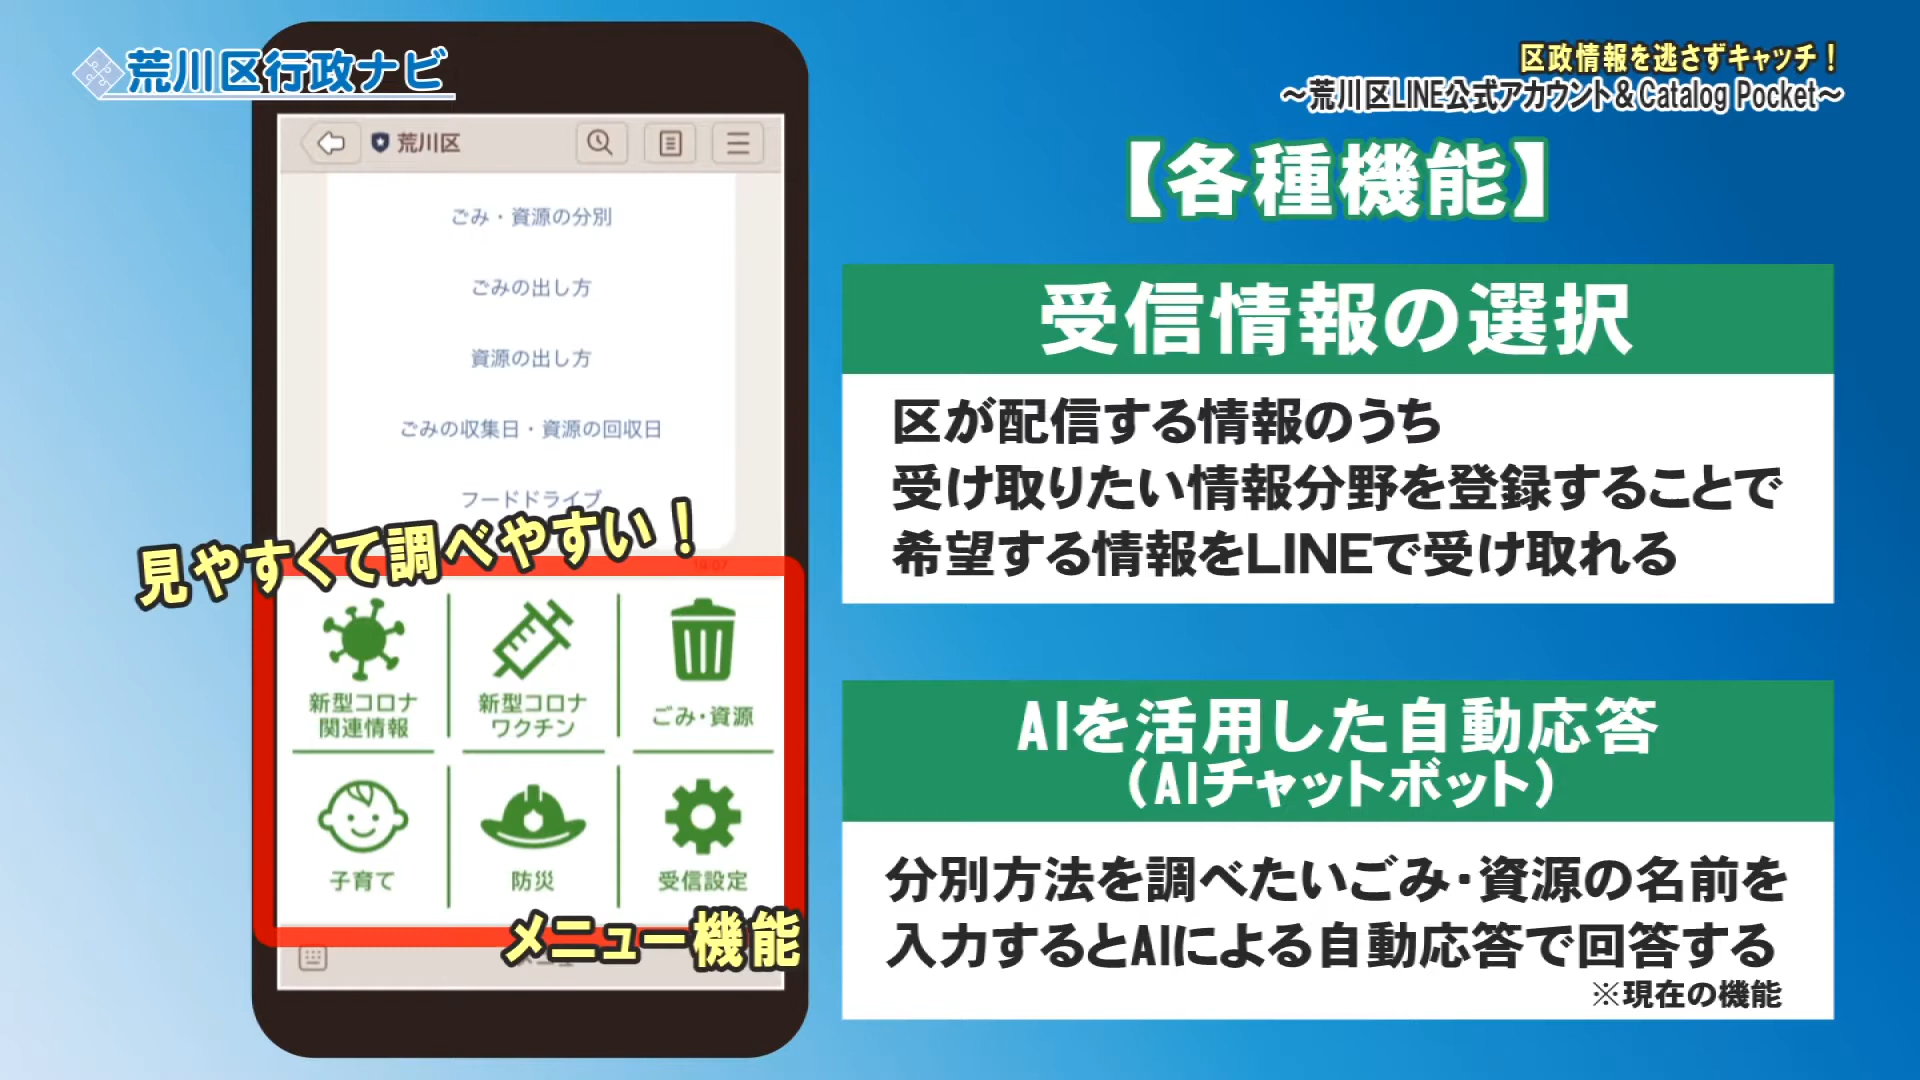 荒川区行政ナビ
区政情報を逃さずキャッチ！
～荒川区LINE公式アカウント＆Catalog Pocket～
荒川区
ごみ・資源の分別
ごみの出し方
資源の出し方
ごみの収集日・資源の回収日
フードドライブ
見やすくて調べやすい！
新型コロナ
関連情報
新型コロナ
ワクチン
ごみ・資源
子育て
防災
受信設定
メニュー機能
【各種機能】
受信情報の選択
区が配信する情報のうち
受け取りたい情報分野を登録することで
希望する情報をLINEで受け取れる
AIを活用した自動応答
（AIチャットボット）
分別方法を調べたいごみ・資源の名前を
入力するとAIによる自動応答で回答する
※現在の機能